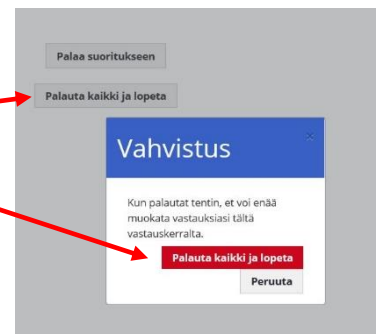 Palaa suoritukseen
Palauta kaikki ja lopeta
Vahvistus
×
Kun palautat tentin, et voi enää
muokata vastauksiasi tältä
vastauskerralta.
Palauta kaikki ja lopeta
Peruuta